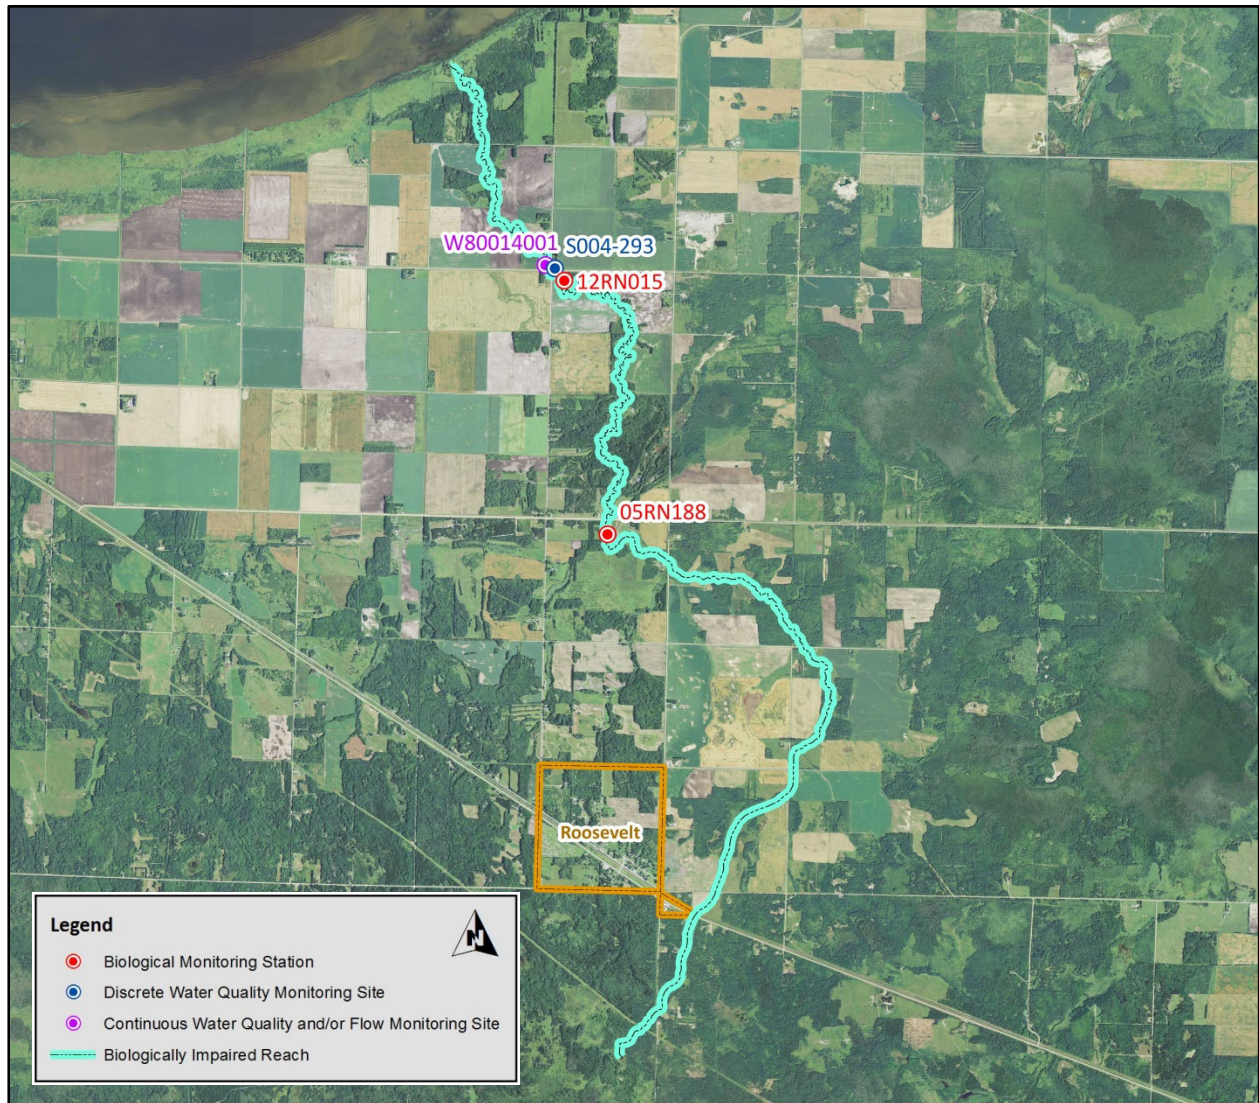 W80014001
S004-293
12RN015
05RN188
Roosevelt
Legend
N
Biological Monitoring Station
Discrete Water Quality Monitoring Site
Continuous Water Quality and/or Flow Monitoring Site
Biologically Impaired Reach